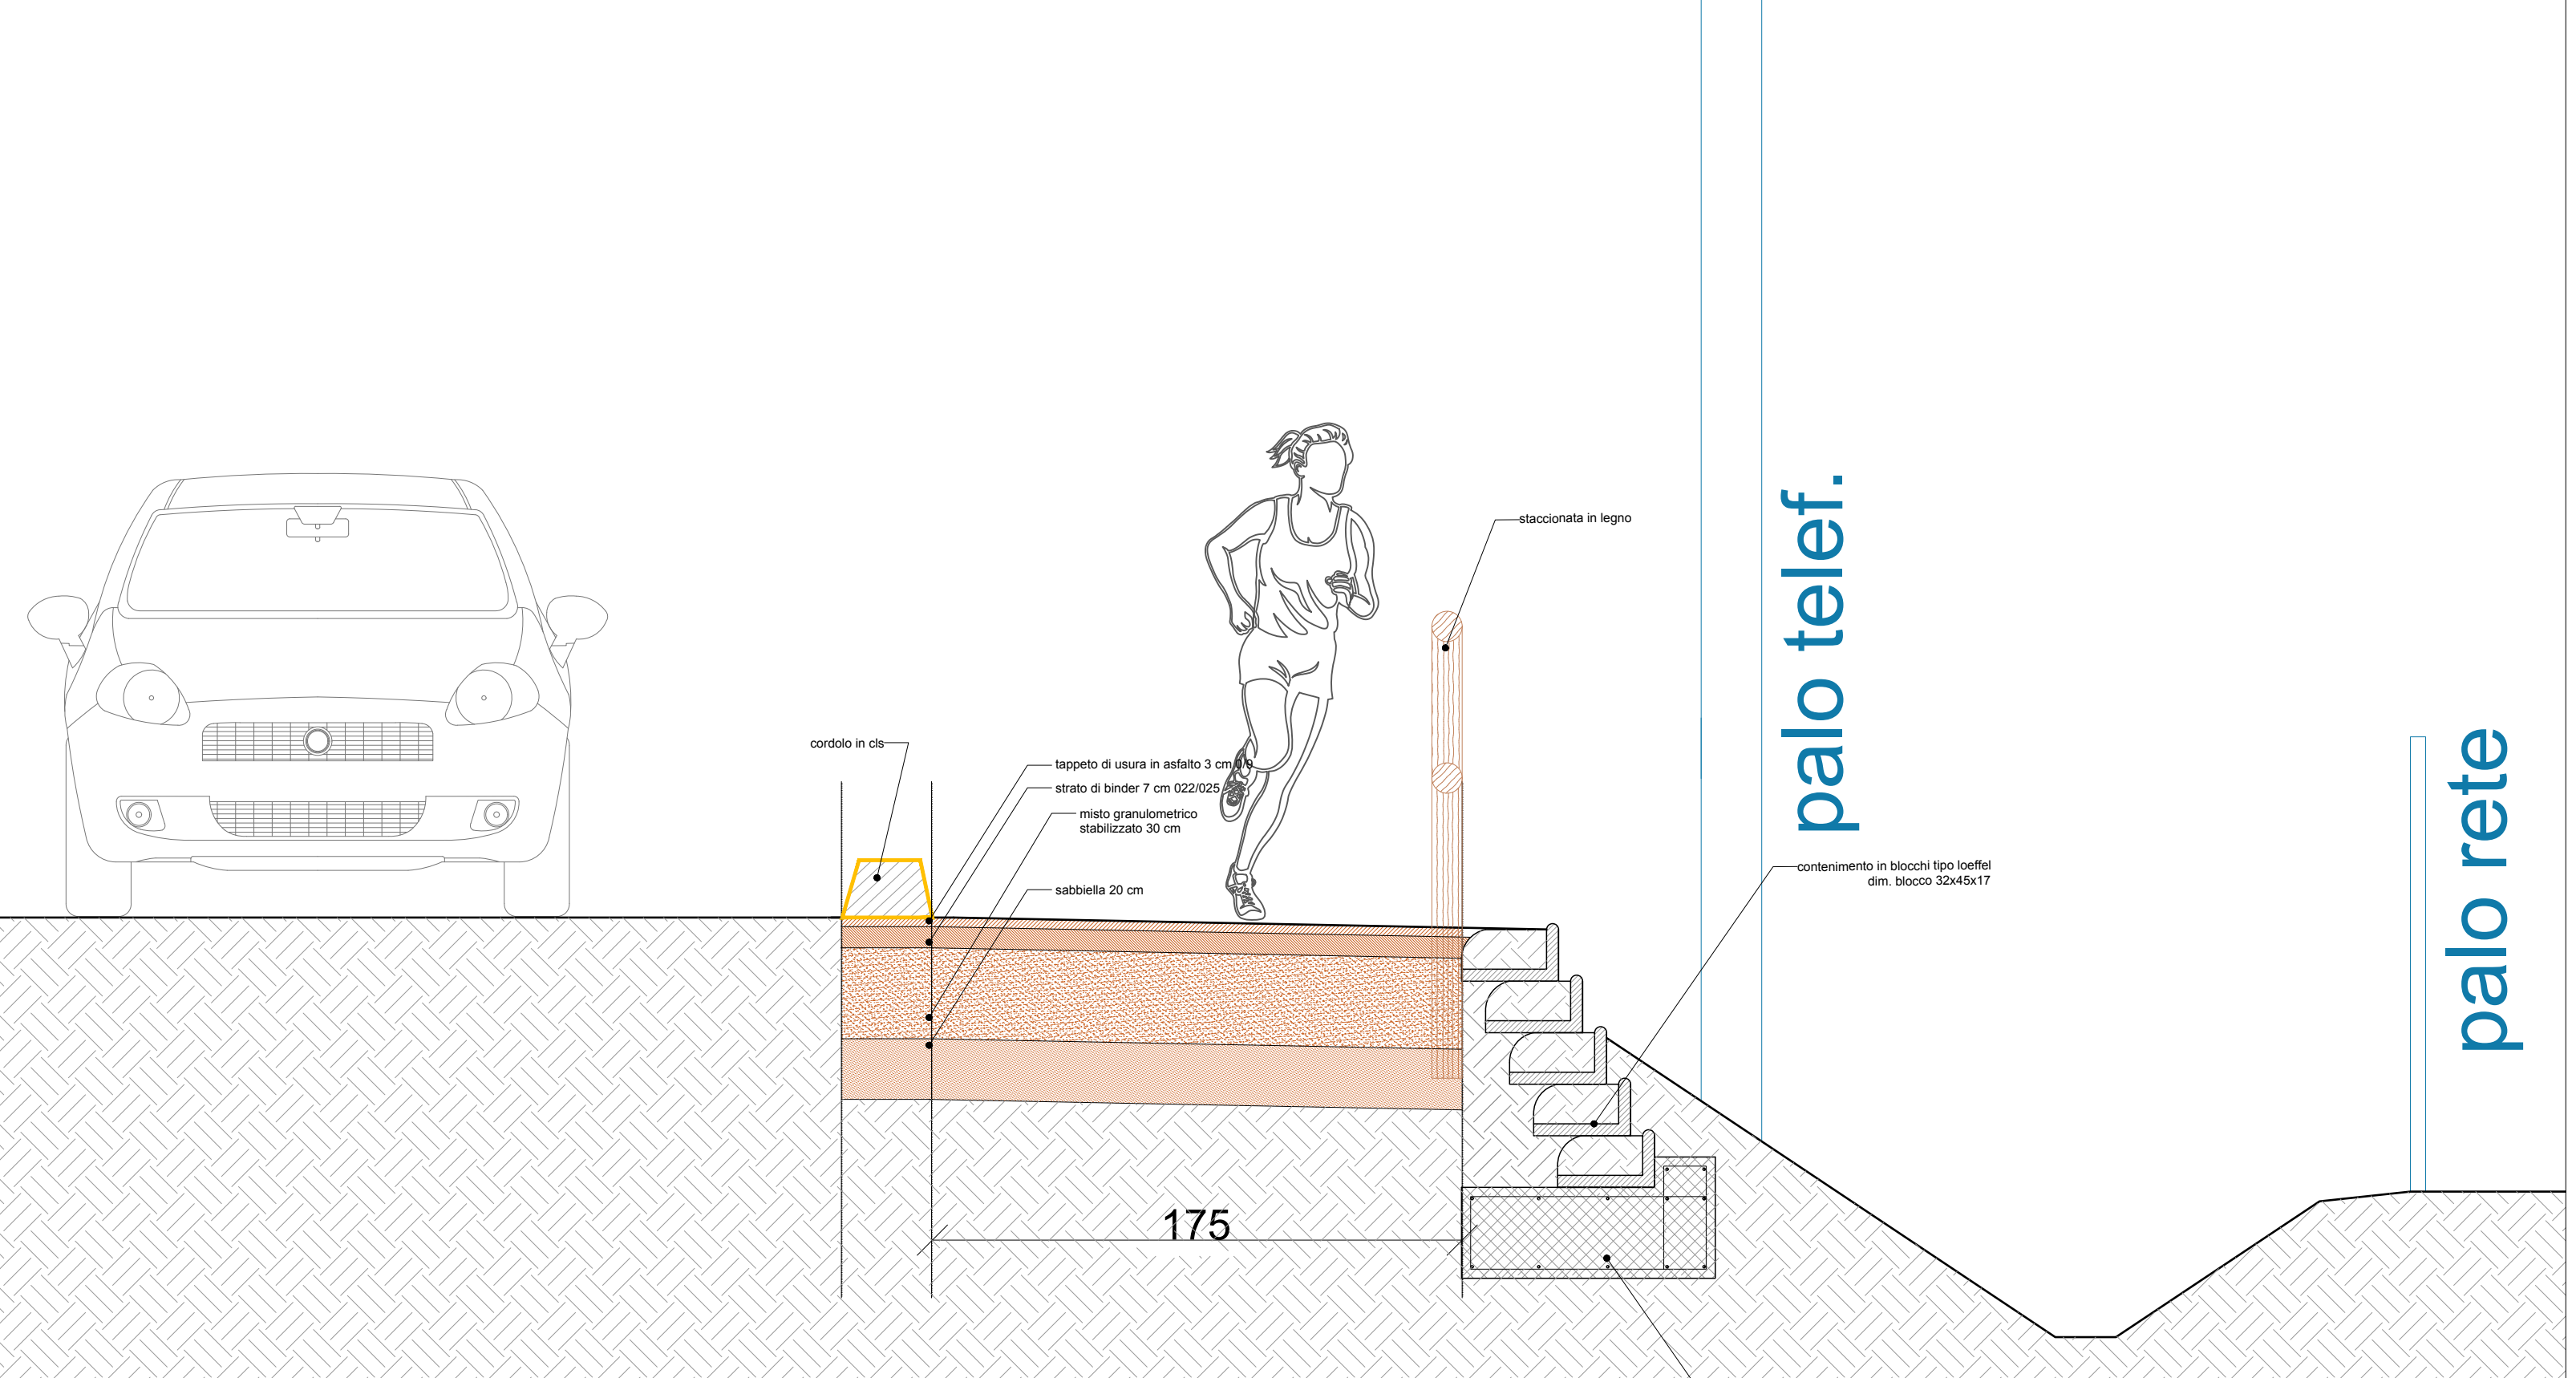 staccionata in legno
palo telef.
palo rete
cordolo in cls
tappeto di usura in asfalto 3 cm 0/9
strato di binder 7 cm 022/025
misto granulometrico
stabilizzato 30 cm
contenimento in blocchi tipo loeffel
dim. blocco 32x45x17
sabbiella 20 cm
175